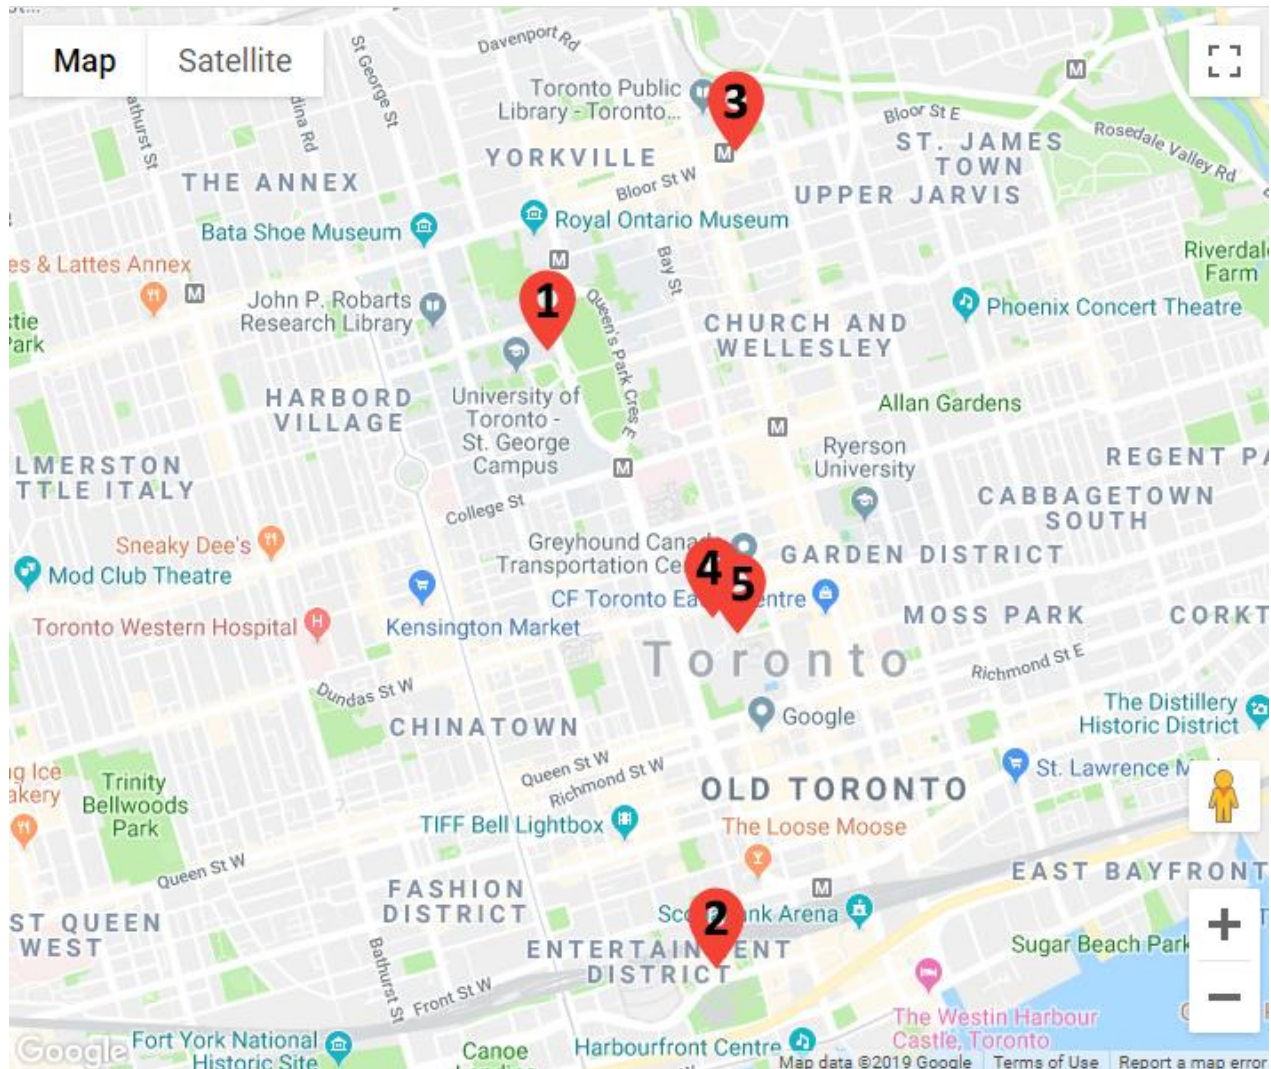 Map
Satellite
Davenport Rd
St George St
Toronto Public
Library - Toronto...
3
M
Bloor St E
ST. JAMES
TOWN
Rosedale Valley Rd
YORKVILLE
M
THE ANNEX
Bloor St W
UPPER JARVIS
Bata Shoe Museum
Royal Ontario Museum
Bay St
Riverdal
Farm
es & Lattes Annex
M
M
1
John P. Robarts
Research Library
Queen's Park Cres E
Phoenix Concert Theatre
CHURCH AND
WELLESLEY
HARBORD
VILLAGE
University of
Toronto -
St. George
Campus
Allan Gardens
M
Ryerson
University
M
LMERSTON
TTLE ITALY
REGENT PA
CABBAGETOWN
SOUTH
College St
Sneaky Dee's
Greyhound Cana
Transportation Ce
4
5
GARDEN DISTRICT
Mod Club Theatre
CF Toronto Ea
entre
MOSS PARK
CORKT
Toronto Western Hospital
H
Kensington Market
Toronto
Richmond St E
Dundas St W
CHINATOWN
Google
The Distillery
Historic District
Queen St W
Richmond St W
St. Lawrence M
g Ice
akery
Trinity
Bellwoods
Park
OLD TORONTO
TIFF Bell Lightbox
The Loose Moose
Queen St W
EAST BAYFRONT
FASHION
DISTRICT
M
2
Arena
ST QUEEN
WEST
ENTERTAIN
ENT
DISTRICT
Sugar Beach Park
+
−
Bathurst St
Front St W
The Westin Harbour
Castle, Toronto
Google
Fort York National
Historic Site
Canoe
Harbourfront Centre
Map data ©2019 Google
Terms of Use
Report a map error